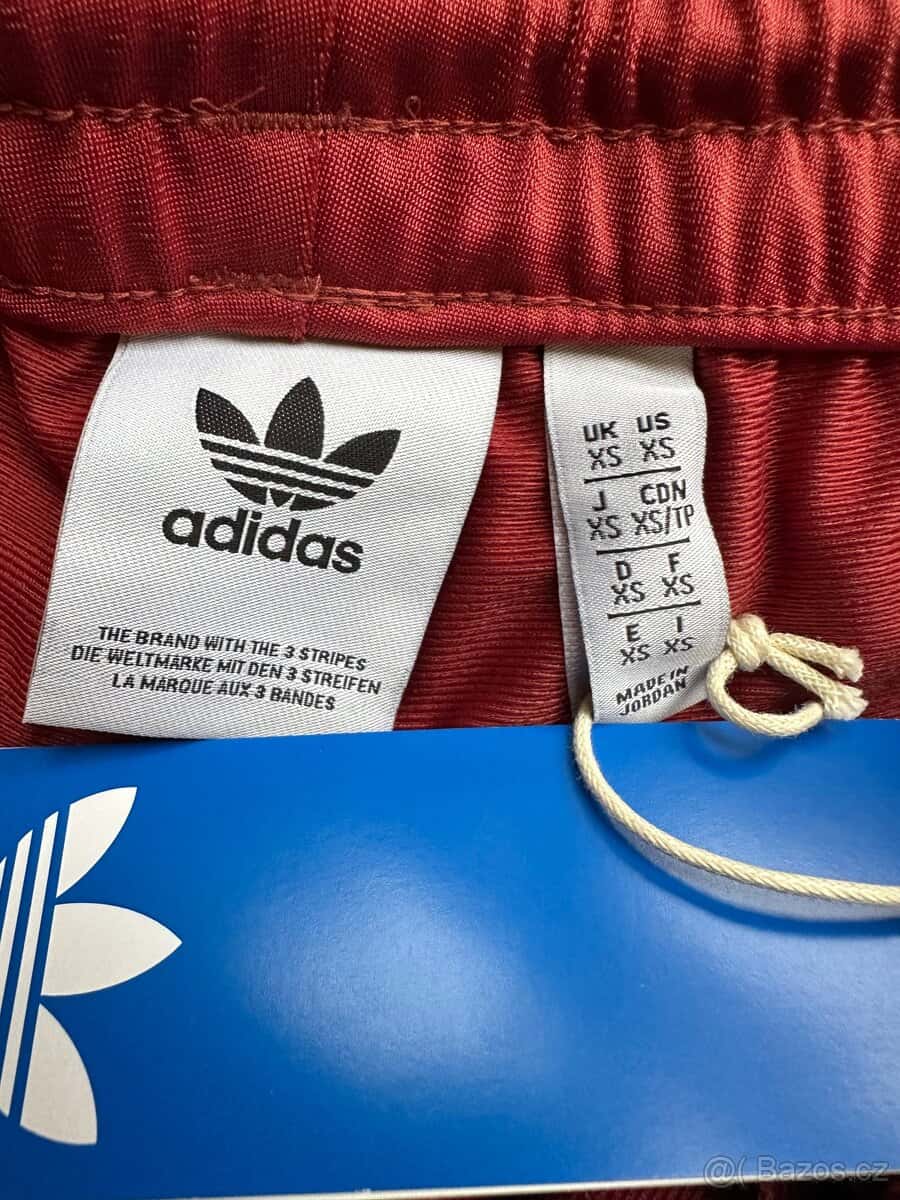 adidas
THE BRAND WITH THE 3 STRIPES
DIE WELTMARKE MIT DEN 3 STREIFEN
LA MARQUE AUX 3 BANDES
UK US
XS XS
J CDN
XS XS/TP
D F
XS XS
E I
XS XS
MADE IN
JORDAN
@( Bazos.cz